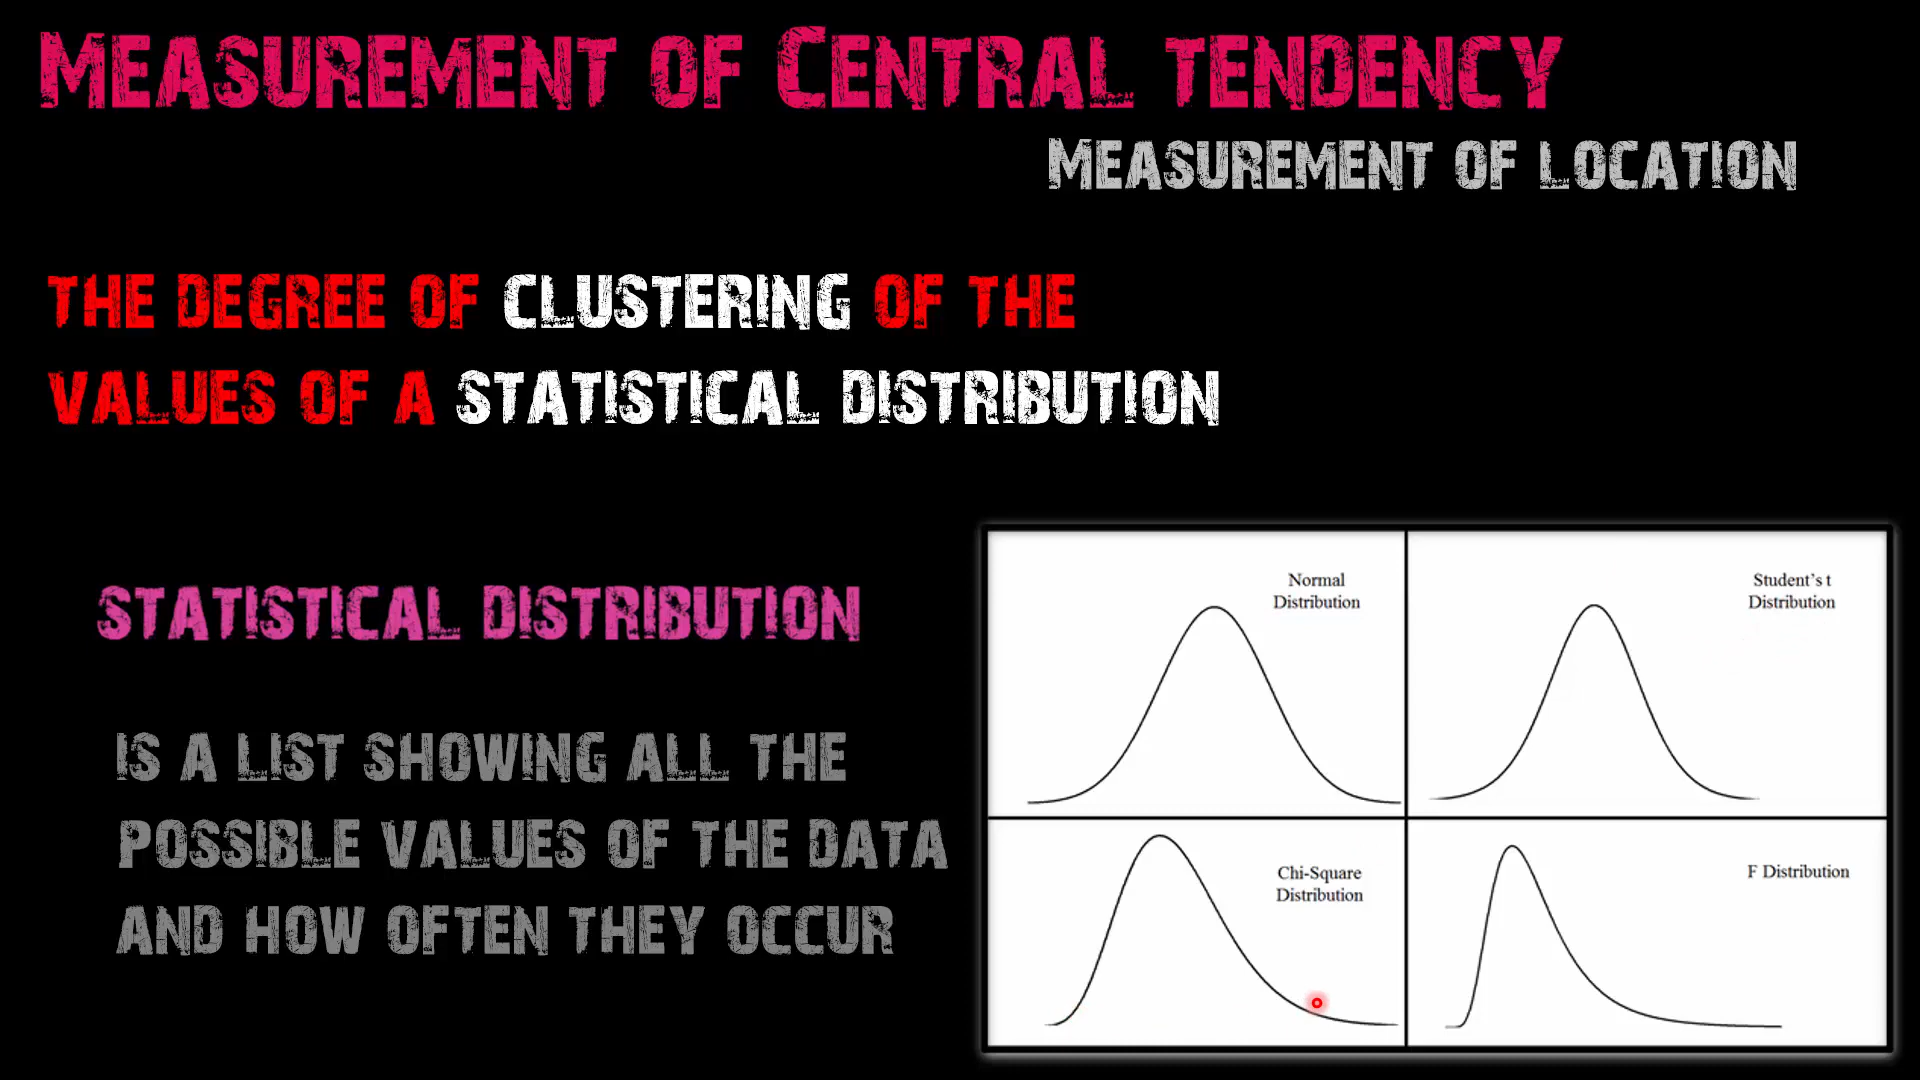 Measurement of Central tendency
Measurement of location
the degree of clustering of the
values of a statistical distribution
statistical distribution
is a list showing all the
possible values of the data
and how often they occur
Normal
Distribution
Student's t
Distribution
Chi-Square
Distribution
F Distribution